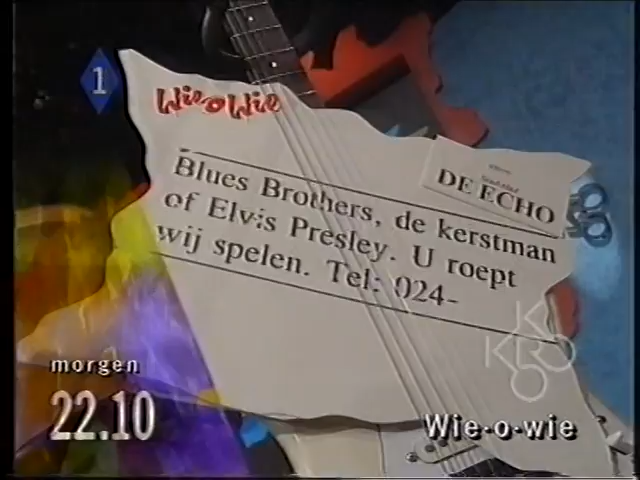 1
Wie o Wie
DE ECHO
Blues Brothers, de kerstman
of Elvis Presley. U roept
wij spelen. Tel: 024-
KRO
morgen
22.10
Wie-o-wie